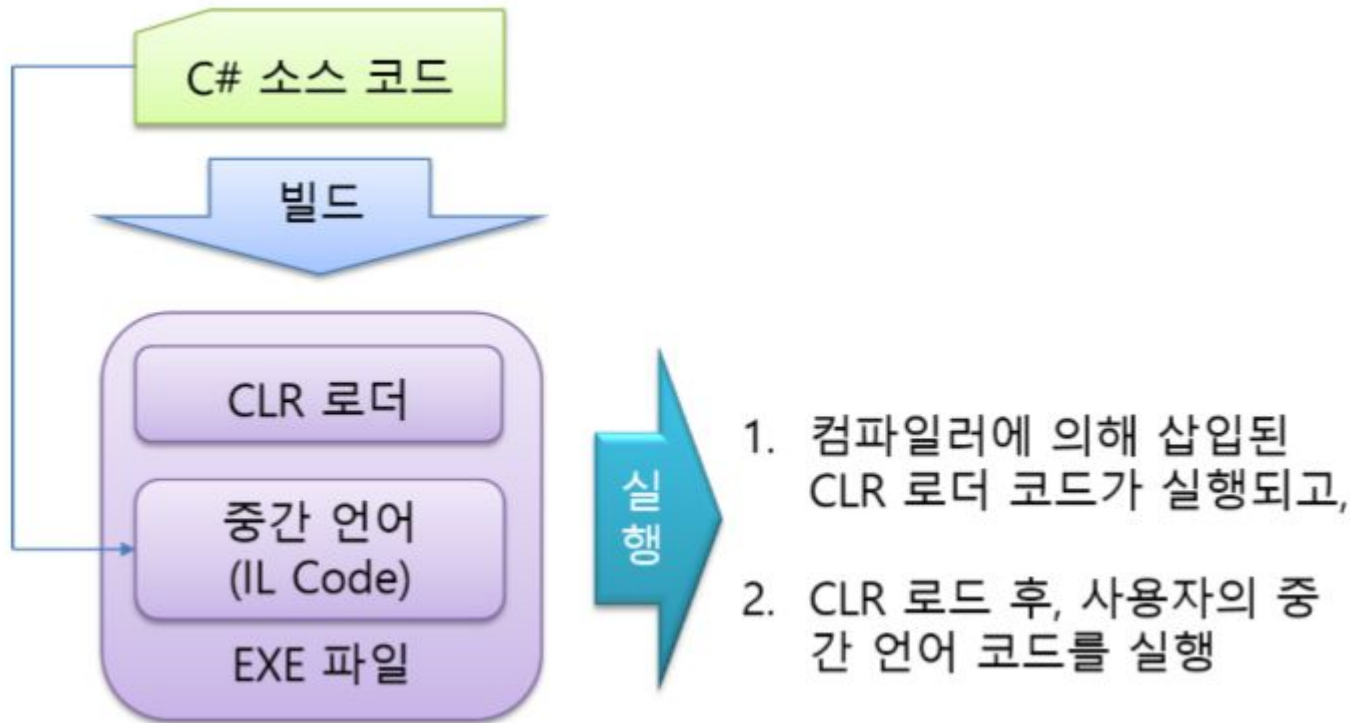 C# 소스 코드
빌드
CLR 로더
중간 언어
(IL Code)
EXE 파일
실
행
1. 컴파일러에 의해 삽입된
CLR 로더 코드가 실행되고,
2. CLR 로드 후, 사용자의 중
간 언어 코드를 실행